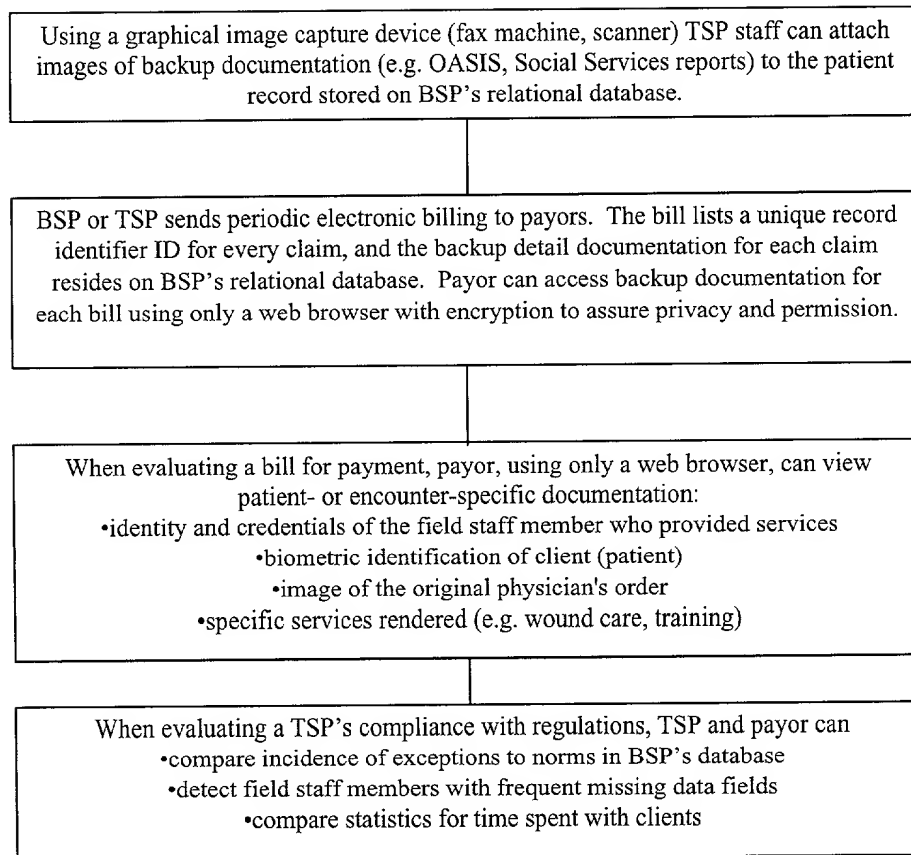 Using a graphical image capture device (fax machine, scanner) TSP staff can attach
images of backup documentation (e.g. OASIS, Social Services reports) to the patient
record stored on BSP's relational database.
BSP or TSP sends periodic electronic billing to payors.  The bill lists a unique record
identifier ID for every claim, and the backup detail documentation for each claim
resides on BSP's relational database.  Payor can access backup documentation for
each bill using only a web browser with encryption to assure privacy and permission.
When evaluating a bill for payment, payor, using only a web browser, can view
patient- or encounter-specific documentation:
•identity and credentials of the field staff member who provided services
•biometric identification of client (patient)
•image of the original physician's order
•specific services rendered (e.g. wound care, training)
When evaluating a TSP's compliance with regulations, TSP and payor can
•compare incidence of exceptions to norms in BSP's database
•detect field staff members with frequent missing data fields
•compare statistics for time spent with clients